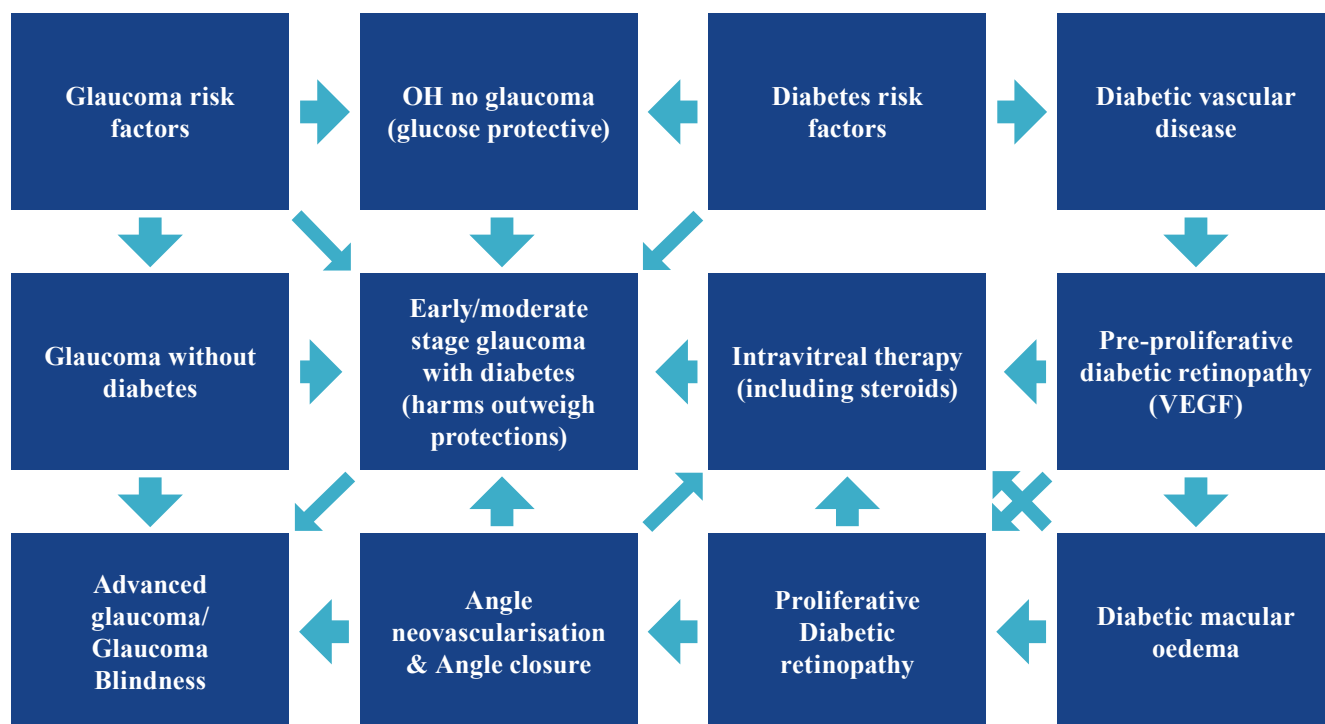 Glaucoma risk
factors
OH no glaucoma
(glucose protective)
Diabetes risk
factors
Diabetic vascular
disease
Glaucoma without
diabetes
Early/moderate
stage glaucoma
with diabetes
(harms outweigh
protections)
Intravitreal therapy
(including steroids)
Pre-proliferative
diabetic retinopathy
(VEGF)
Advanced
glaucoma/
Glaucoma
Blindness
Angle
neovascularisation
& Angle closure
Proliferative
Diabetic
retinopathy
Diabetic macular
oedema